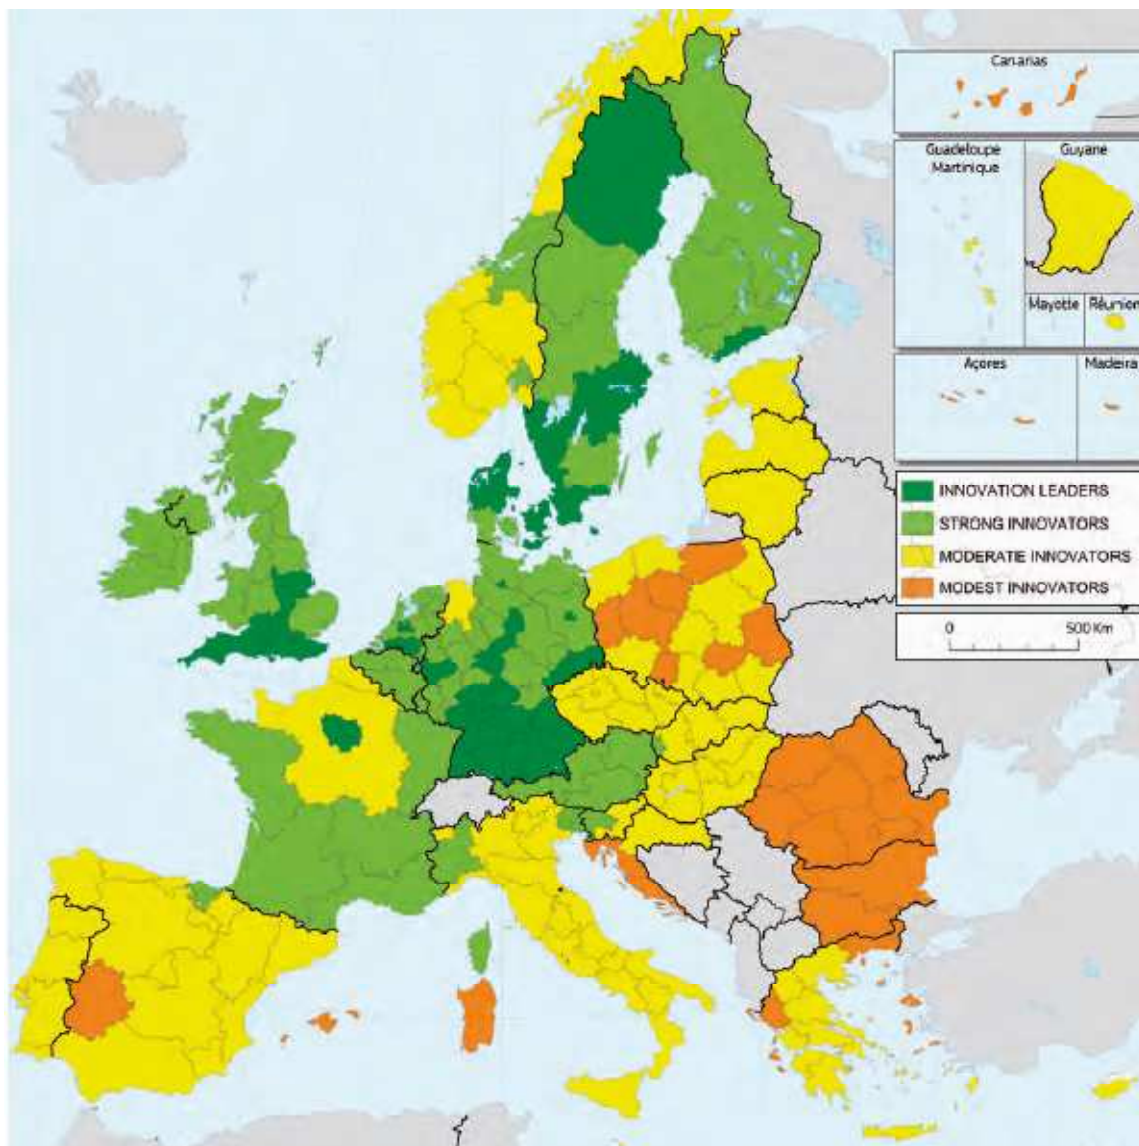 Canarias
Guadeloupe
Martinique
Guyane
Mayotte
Réunion
Açores
Madeira
INNOVATION LEADERS
STRONG INNOVATORS
MODERATIE INNOVATORS
MODEST INNOVATORS
0 500 Km